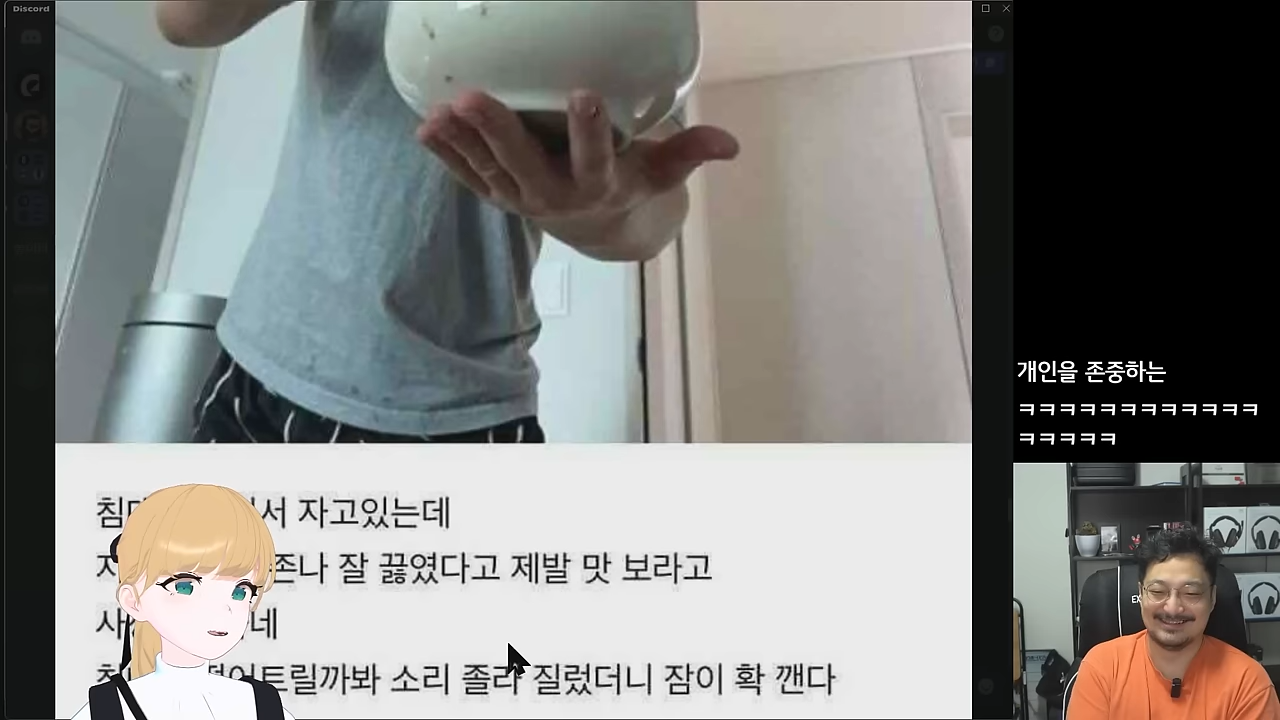 Discord
개인을 존중하는
ㅋㅋㅋㅋㅋㅋㅋㅋㅋㅋㅋㅋ
ㅋㅋㅋㅋㅋ
서 자고있는데
존나 잘 끓였다고 제발 맛 보라고
네
트릴까봐 소리 졸라 질렀더니 잠이 확 깬다